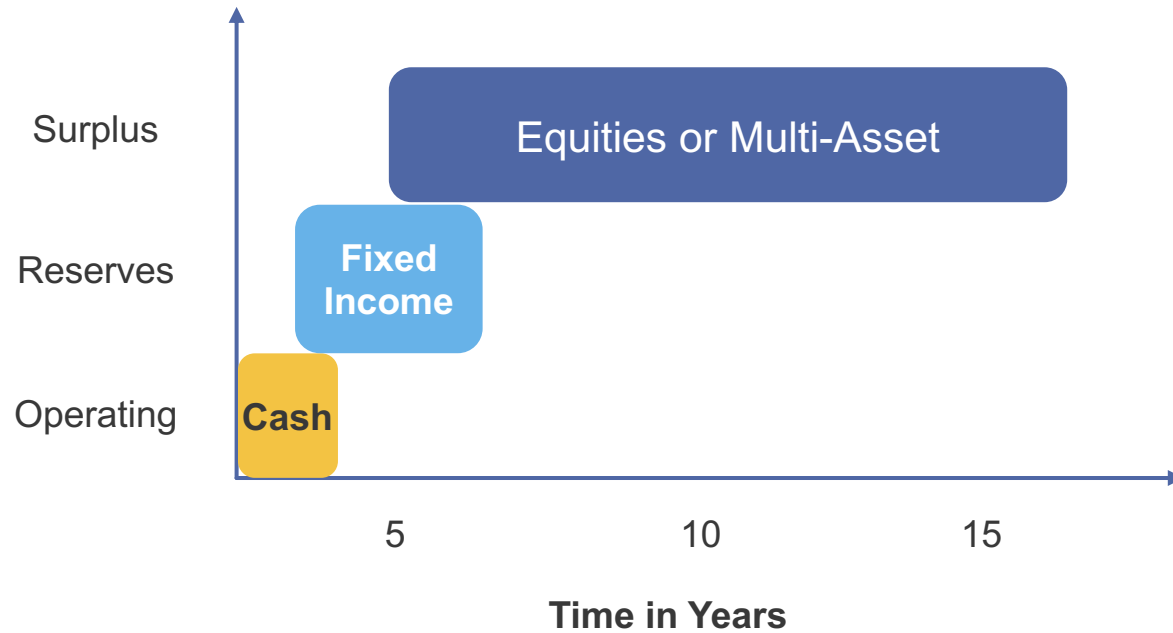 Surplus
Equities or Multi-Asset
Reserves
Fixed
Income
Operating
Cash
5
10
15
Time in Years